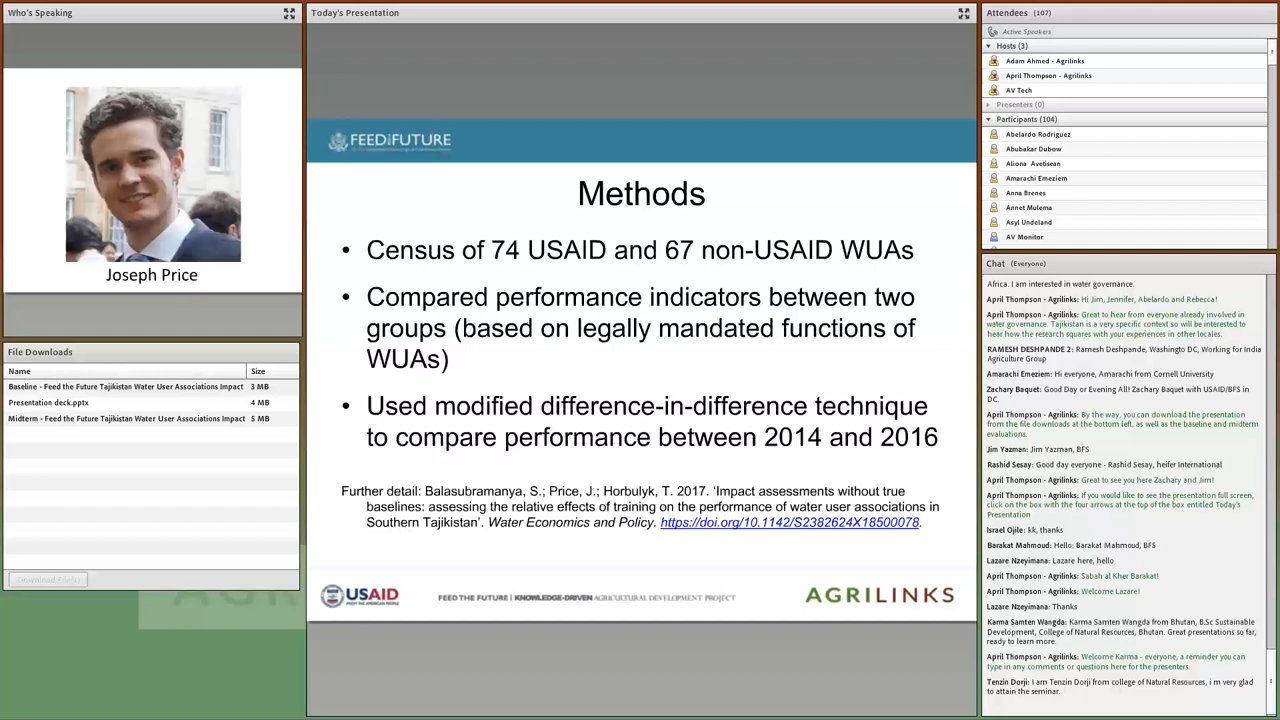 Who's Speaking
Joseph Price
File Downloads
Name Size
Baseline - Feed the Future Tajikistan Water User Associations Impact 3 MB
Presentation deck.pptx 4 MB
Midterm - Feed the Future Tajikistan Water User Associations Impact 5 MB
Download File(s)
Today's Presentation
FEED THE FUTURE
Methods
• Census of 74 USAID and 67 non-USAID WUAs
• Compared performance indicators between two
groups (based on legally mandated functions of
WUAs)
• Used modified difference-in-difference technique
to compare performance between 2014 and 2016
Further detail: Balasubramanya, S.; Price, J.; Horbulyk, T. 2017. 'Impact assessments without true
baselines: assessing the relative effects of training on the performance of water user associations in
Southern Tajikistan'. Water Economics and Policy. https://doi.org/10.1142/S2382624X18500078.
USAID
FROM THE AMERICAN PEOPLE
FEED THE FUTURE | KNOWLEDGE-DRIVEN AGRICULTURAL DEVELOPMENT PROJECT
AGRILINKS
Attendees (107)
Active Speakers
Hosts (3)
Adam Ahmed - Agrilinks
April Thompson - Agrilinks
AV Tech
Presenters (0)
Participants (104)
Abelardo Rodriguez
Abubakar Dubow
Aliona Avetisean
Amarachi Emeziem
Anna Brenes
Annet Mulema
Asyl Undeland
AV Monitor
Chat (Everyone)
Africa. I am interested in water governance.
April Thompson - Agrilinks: Hi Jim, Jennifer, Abelardo and Rebecca!
April Thompson - Agrilinks: Great to hear from everyone already involved in
water governance. Tajikistan is a very specific context so will be interested to
hear how the research squares with your experiences in other locales.
RAMESH DESHPANDE 2: Ramesh Deshpande, Washingto DC, Working for India
Agriculture Group
Amarachi Emeziem: Hi everyone, Amarachi from Cornell University
Zachary Baquet: Good Day or Evening All! Zachary Baquet with USAID/BFS in
DC.
April Thompson - Agrilinks: By the way, you can download the presentation
from the file downloads at the bottom left, as well as the baseline and midterm
evaluations.
Jim Yazman: Jim Yazman, BFS
Rashid Sesay: Good day everyone - Rashid Sesay, heifer International
April Thompson - Agrilinks: Great to see you here Zachary and Jim!
April Thompson - Agrilinks: If you would like to see the presentation full screen,
click on the box with the four arrows at the top of the box entitled Today's
Presentation
Israel Ojile: kk, thanks
Barakat Mahmoud: Hello: Barakat Mahmoud, BFS
Lazare Nzeyimana: Lazare here, hello
April Thompson - Agrilinks: Sabah al Kher Barakat!
April Thompson - Agrilinks: Welcome Lazare!
Lazare Nzeyimana: Thanks
Karma Samten Wangda: Karma Samten Wangda from Bhutan, B.Sc Sustainable
Development, College of Natural Resources, Bhutan. Great presentations so far,
ready to learn more.
April Thompson - Agrilinks: Welcome Karma - everyone, a reminder you can
type in any comments or questions here for the presenters.
Tenzin Dorji: I am Tenzin Dorji from college of Natural Resources, i m very glad
to attain the seminar.